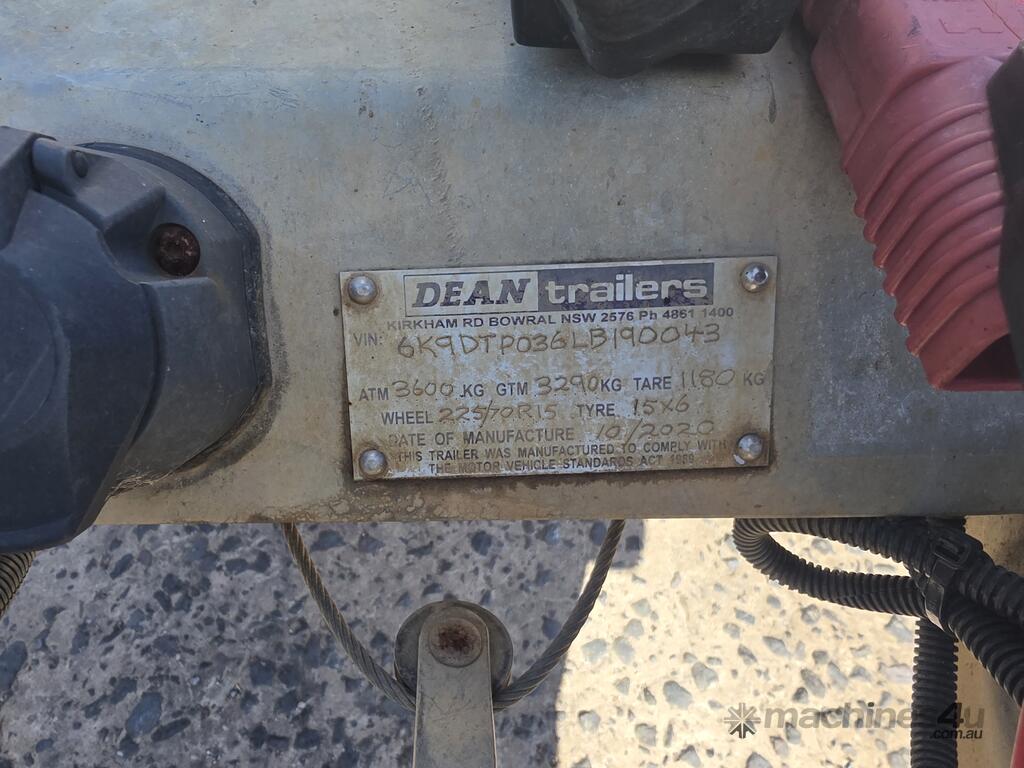 DEAN trailers
KIRKHAM RD BOWRAL NSW 2576 Ph 4861 1400
VIN: 6K9DTP036LB190043
ATM 3600 KG GTM 3290 KG TARE 1180 KG
WHEEL 225/70R15 TYRE 15X6
DATE OF MANUFACTURE 10/2020
THIS TRAILER WAS MANUFACTURED TO COMPLY WITH
THE MOTOR VEHICLE STANDARDS ACT 1989
machines4u
.com.au